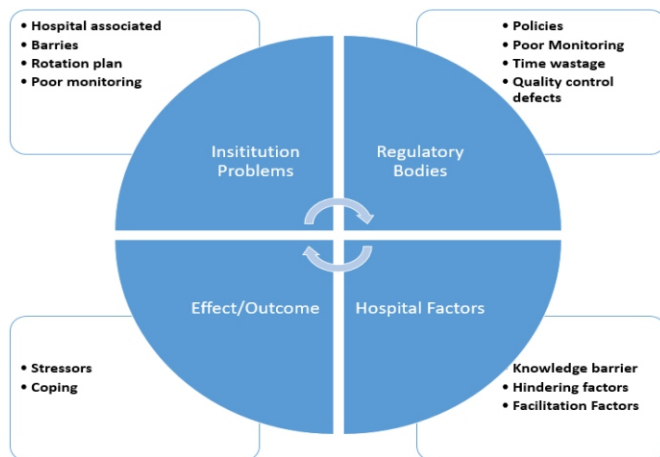 • Hospital associated
• Barries
• Rotation plan
• Poor monitoring
• Policies
• Poor Monitoring
• Time wastage
• Quality control
defects
Insititution
Problems
Regulatory
Bodies
Effect/Outcome
Hospital Factors
• Stressors
• Coping
Knowledge barrier
• Hindering factors
• Facilitation Factors